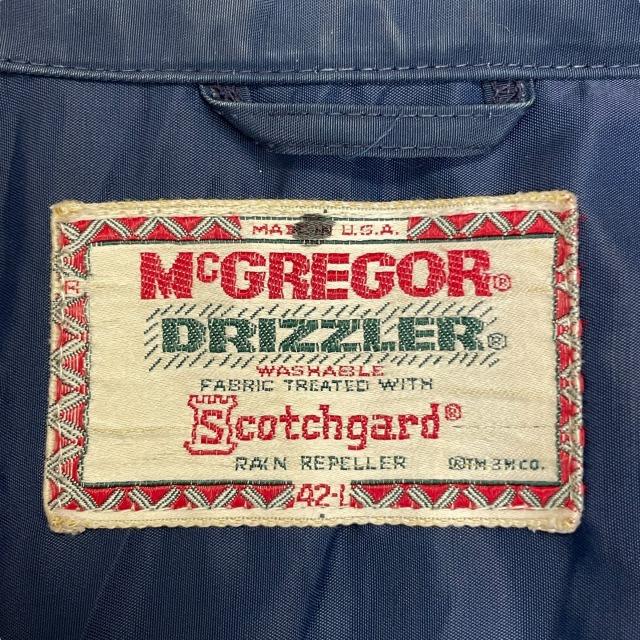 MADE IN U.S.A.
McGREGOR®
DRIZZLER®
WASHABLE
FABRIC TREATED WITH
Scotchgard®
RAIN REPELLER ®TM 3M CO.
42-L